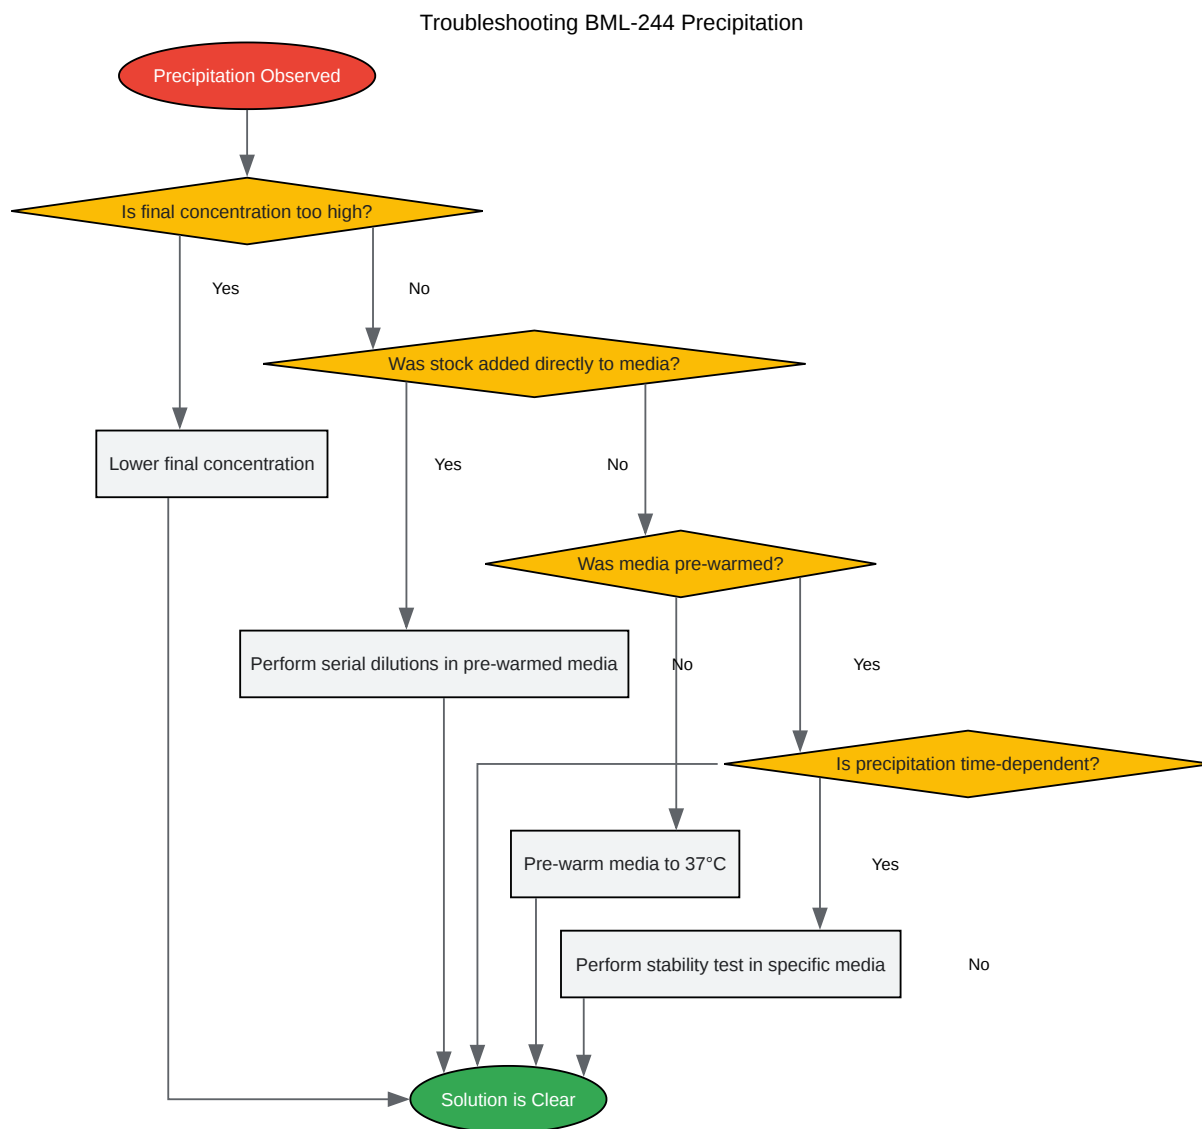 Troubleshooting BML-244 Precipitation
Precipitation Observed
Is final concentration too high?
Yes
No
Was stock added directly to media?
Lower final concentration
Yes
No
Was media pre-warmed?
Perform serial dilutions in pre-warmed media
No
Yes
Is precipitation time-dependent?
Pre-warm media to 37°C
Yes
Perform stability test in specific media
No
Solution is Clear